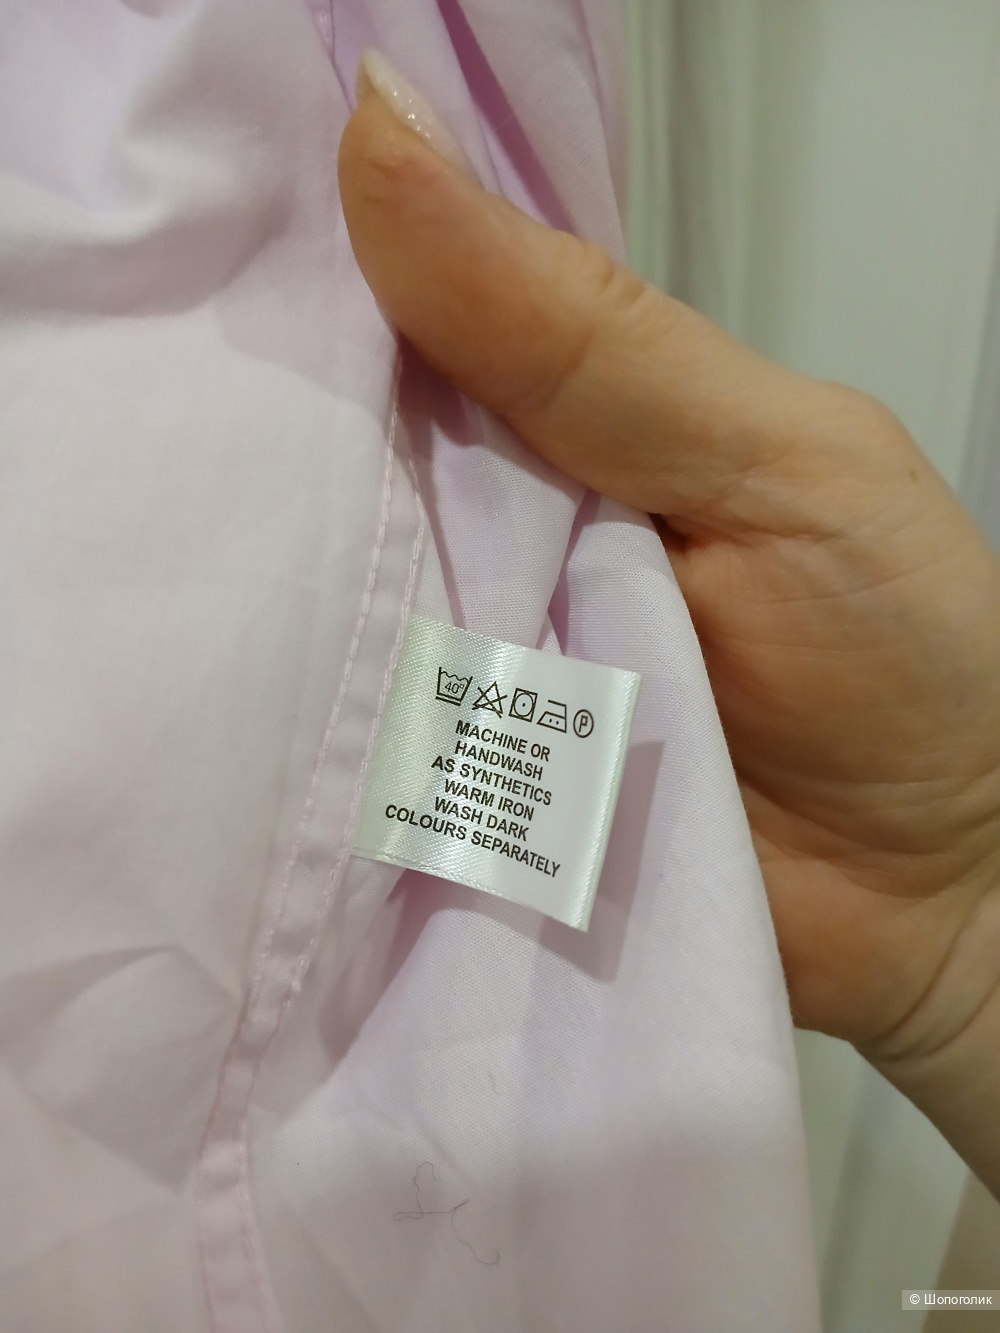 40°
P
MACHINE OR
HANDWASH
AS SYNTHETICS
WARM IRON
WASH DARK
COLOURS SEPARATELY
© Шопоголик